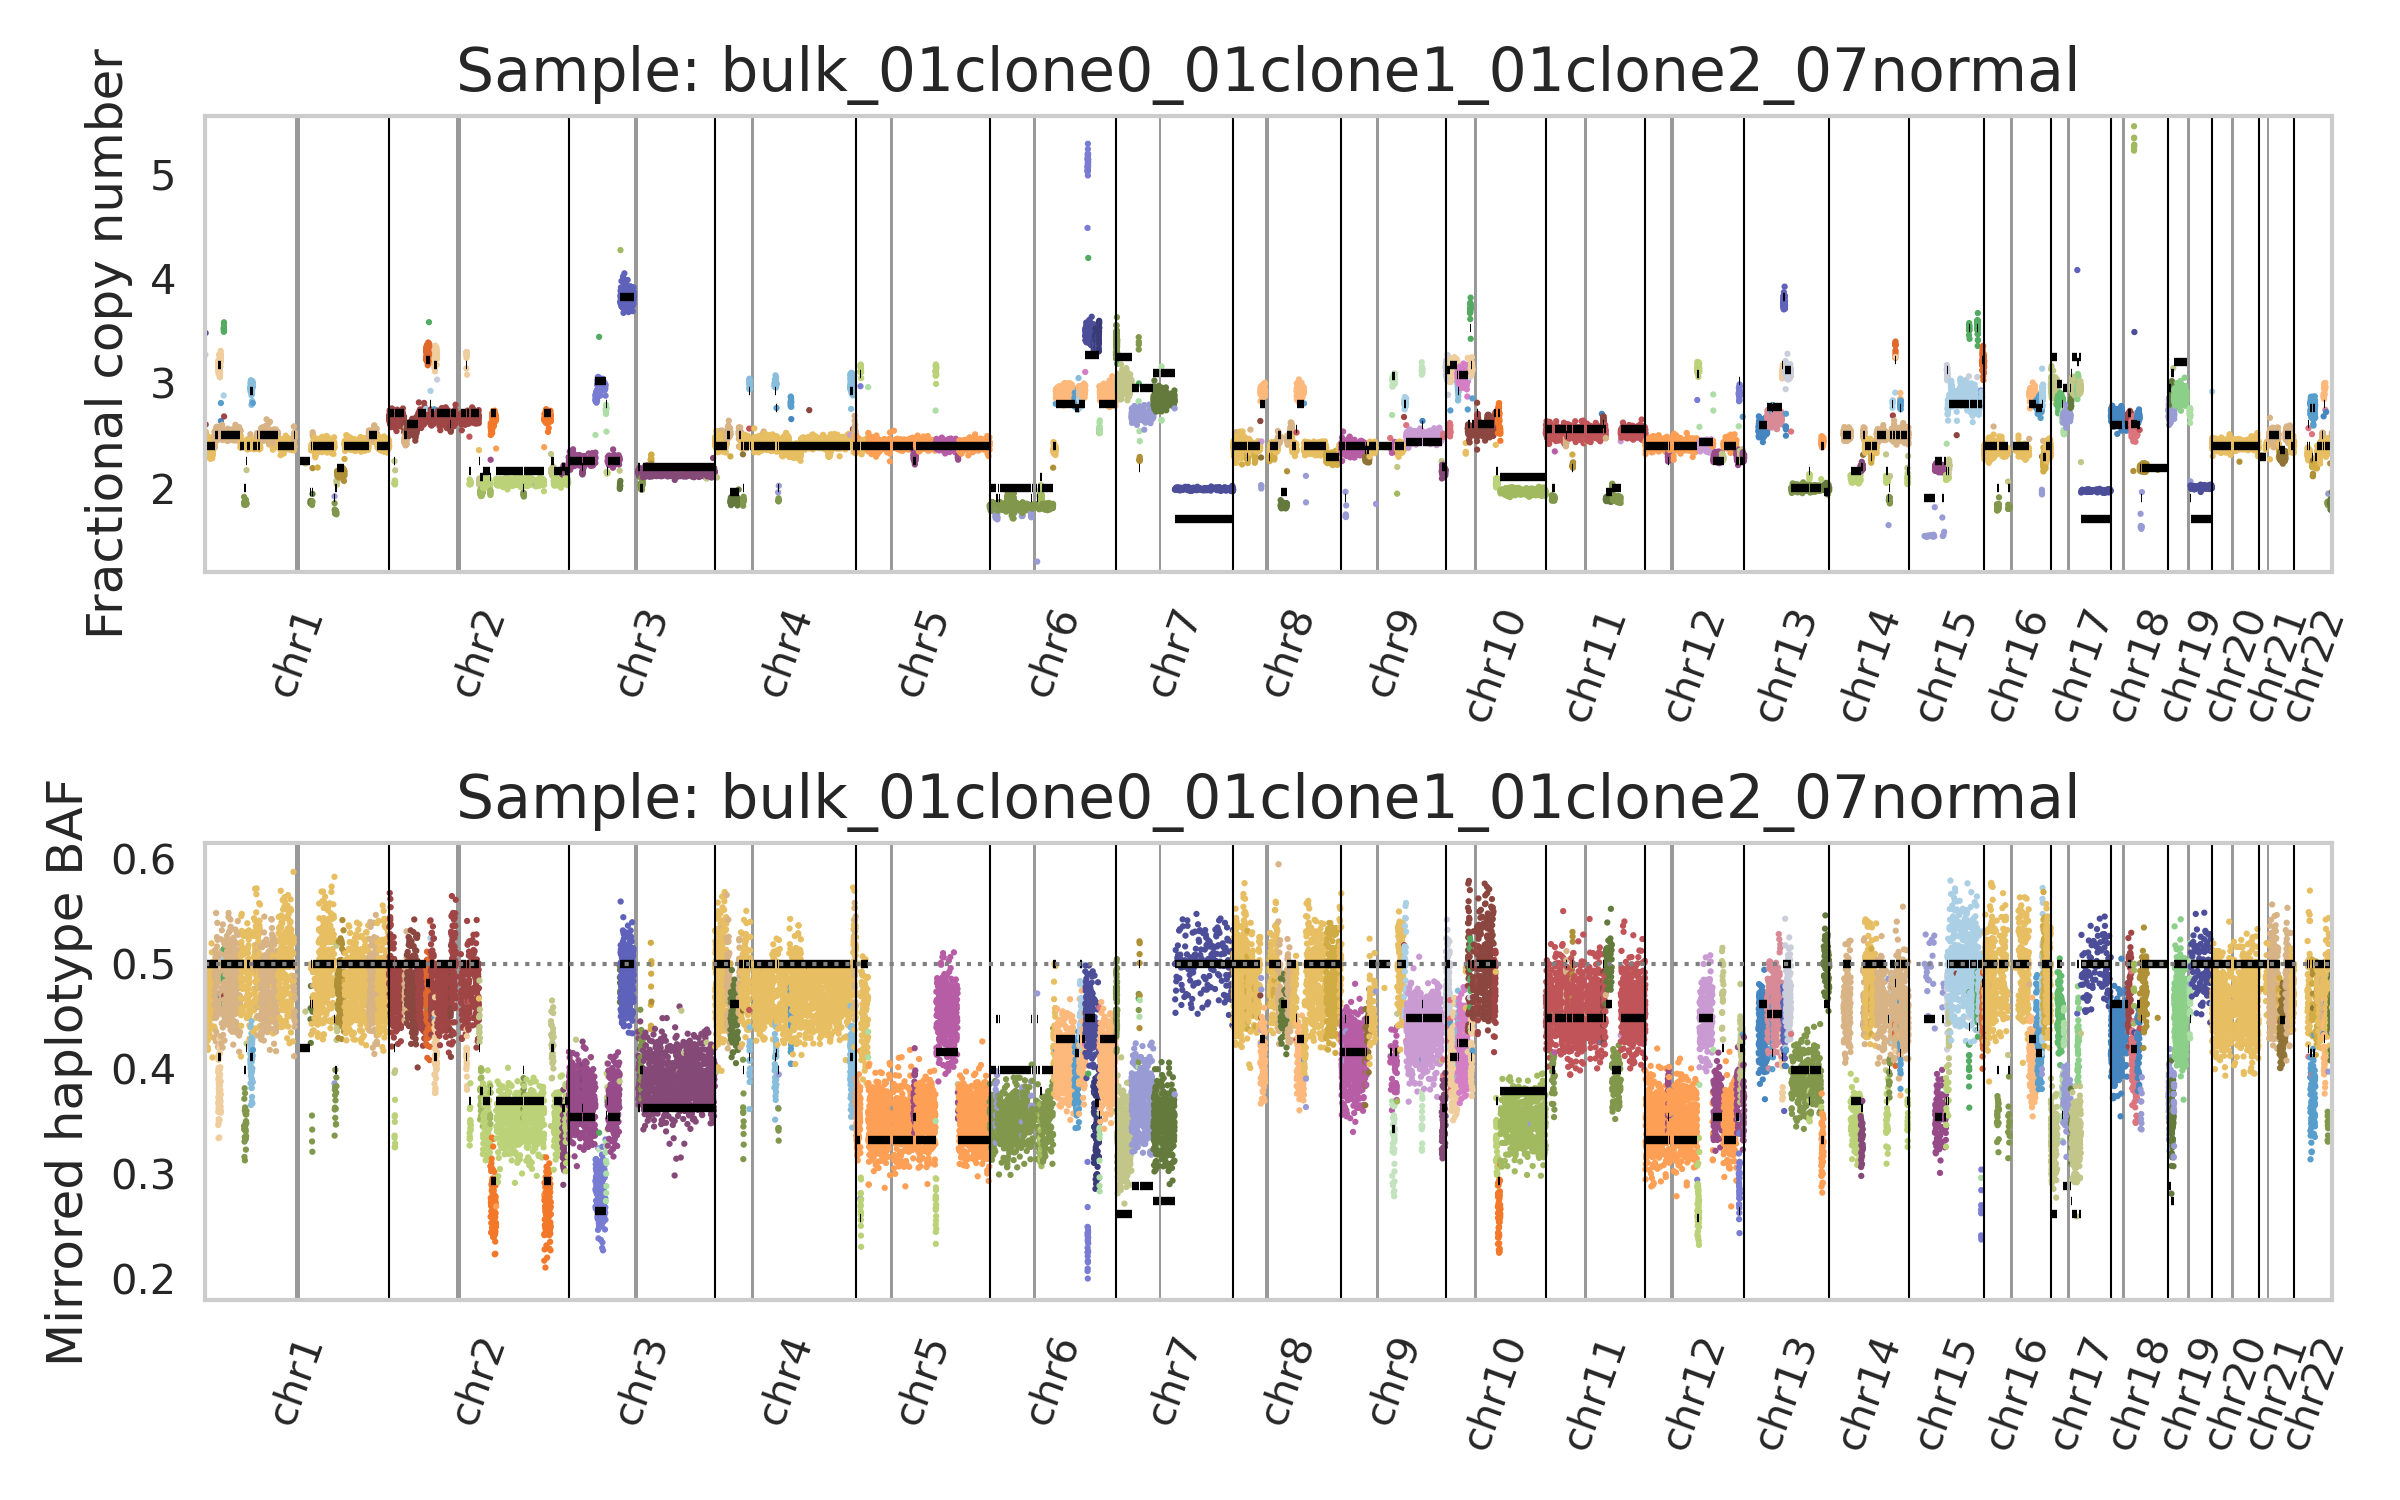 Sample: bulk_01clone0_01clone1_01clone2_07normal
Fractional copy number
5
4
3
2
chr1 chr2 chr3 chr4 chr5 chr6 chr7 chr8 chr9 chr10 chr11 chr12 chr13 chr14 chr15 chr16 chr17 chr18 chr19 chr20 chr21 chr22
Sample: bulk_01clone0_01clone1_01clone2_07normal
Mirrored haplotype BAF
0.6
0.5
0.4
0.3
0.2
chr1 chr2 chr3 chr4 chr5 chr6 chr7 chr8 chr9 chr10 chr11 chr12 chr13 chr14 chr15 chr16 chr17 chr18 chr19 chr20 chr21 chr22